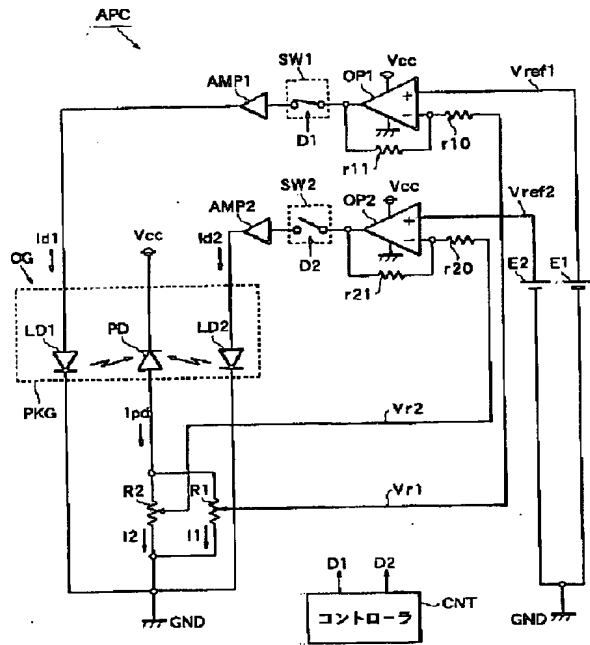 APC
SW1
OP1
Vcc
Vref1
AMP1
D1
r10
r11
SW2
OP2
Vcc
Vref2
AMP2
D2
r20
r21
E2
E1
Vcc
Id1
Id2
OG
LD1
PD
LD2
PKG
Ipd
Vr2
R2
R1
Vr1
I2
I1
D1
D2
GND
コントローラ
CNT
GND